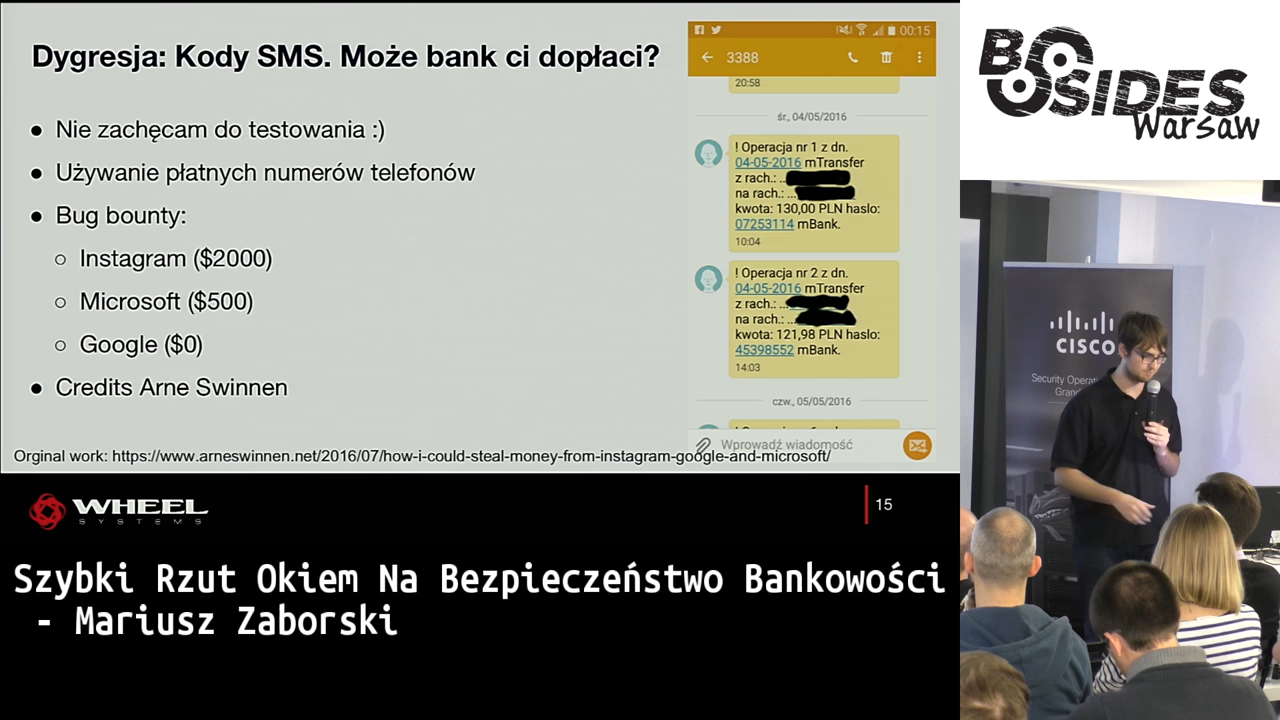 Dygresja: Kody SMS. Może bank ci dopłaci?
Nie zachęcam do testowania :)
Używanie płatnych numerów telefonów
Bug bounty:
Instagram ($2000)
Microsoft ($500)
Google ($0)
Credits Arne Swinnen
Orginal work: https://www.arneswinnen.net/2016/07/how-i-could-steal-money-from-instagram-google-and-microsoft/
00:15
3388
20:58
śr., 04/05/2016
! Operacja nr 1 z dn.
04-05-2016 mTransfer
z rach.: ..
na rach.: ...
kwota: 130,00 PLN haslo:
07253114 mBank.
10:04
! Operacja nr 2 z dn.
04-05-2016 mTransfer
z rach.: ...
na rach.: ...
kwota: 121,98 PLN haslo:
45398552 mBank.
14:03
czw., 05/05/2016
Wprowadź wiadomość
WHEEL
SYSTEMS
15
Szybki Rzut Okiem Na Bezpieczeństwo Bankowości
- Mariusz Zaborski
BSIDES
Warsaw
CISCO
Security Operat